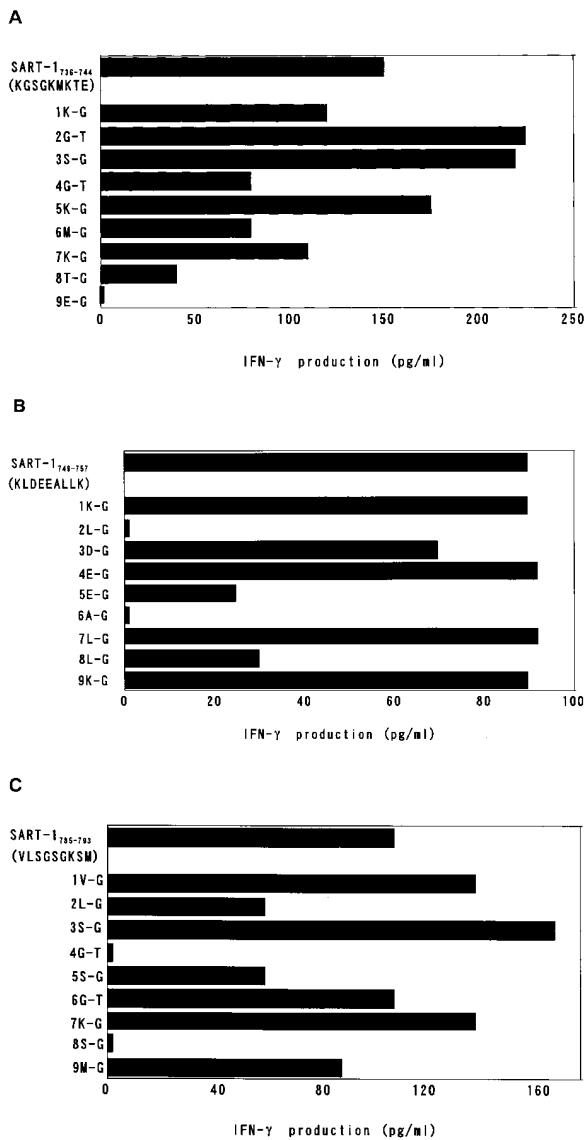 A
SART-1₇₃₆₋₇₄₄
(KGSGKMKTE)
1K-G
2G-T
3S-G
4G-T
5K-G
6M-G
7K-G
8T-G
9E-G
0 50 100 150 200 250
IFN-γ production (pg/ml)
B
SART-1₇₄₉₋₇₅₇
(KLDEEALLK)
1K-G
2L-G
3D-G
4E-G
5E-G
6A-G
7L-G
8L-G
9K-G
0 20 40 60 80 100
IFN-γ production (pg/ml)
C
SART-1₇₈₅₋₇₉₃
(VLSGSGKSM)
1V-G
2L-G
3S-G
4G-T
5S-G
6G-T
7K-G
8S-G
9M-G
0 40 80 120 160
IFN-γ production (pg/ml)